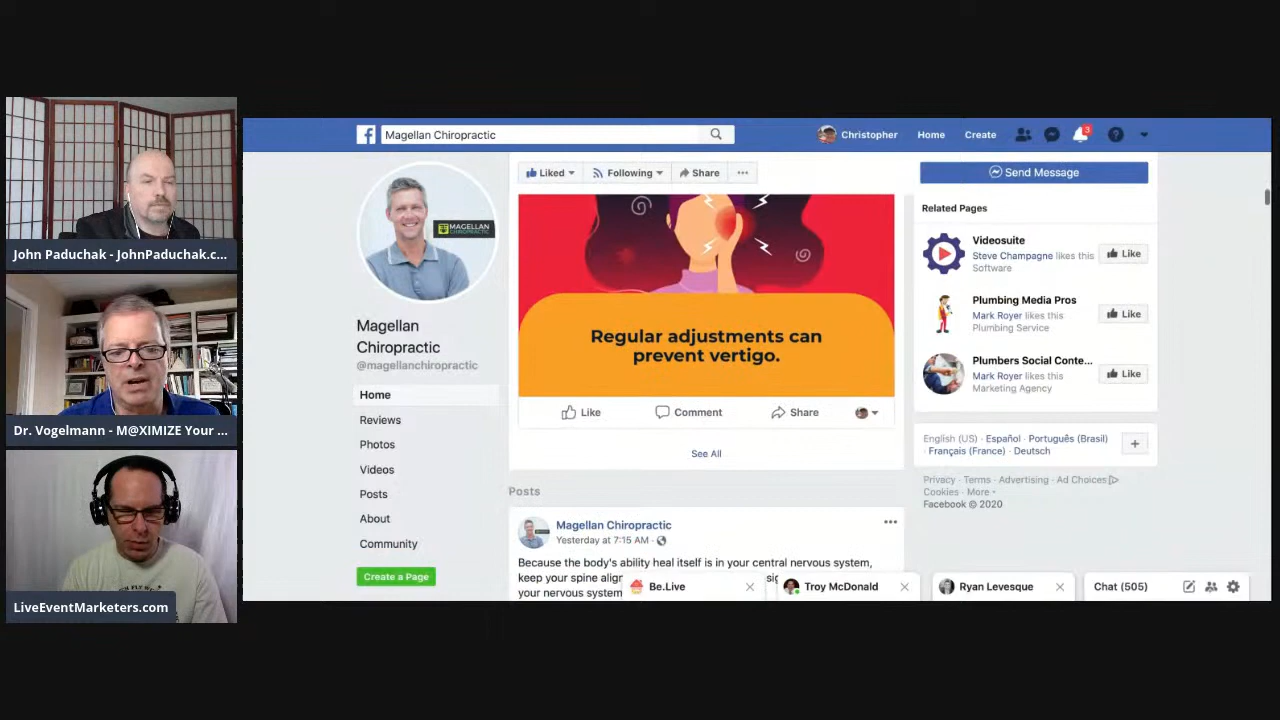 John Paduchak - JohnPaduchak.c...
Dr. Vogelmann - M@XIMIZE Your ...
LiveEventMarketers.com
Magellan Chiropractic
Christopher
Home
Create
3
MAGELLAN
CHIROPRACTIC
Magellan
Chiropractic
@magellanchiropractic
Home
Reviews
Photos
Videos
Posts
About
Community
Create a Page
Liked
Following
Share
Regular adjustments can
prevent vertigo.
Like
Comment
Share
See All
Posts
Magellan Chiropractic
Yesterday at 7:15 AM ·
Because the body's ability heal itself is in your central nervous system,
keep your spine
your nervous system
Send Message
Related Pages
Videosuite
Steve Champagne likes this
Software
Like
Plumbing Media Pros
Mark Royer likes this
Plumbing Service
Like
Plumbers Social Conte...
Mark Royer likes this
Marketing Agency
Like
English (US) · Español · Português (Brasil)
· Français (France) · Deutsch
Privacy · Terms · Advertising · Ad Choices
Cookies · More
Facebook © 2020
Be.Live
Troy McDonald
Ryan Levesque
Chat (505)